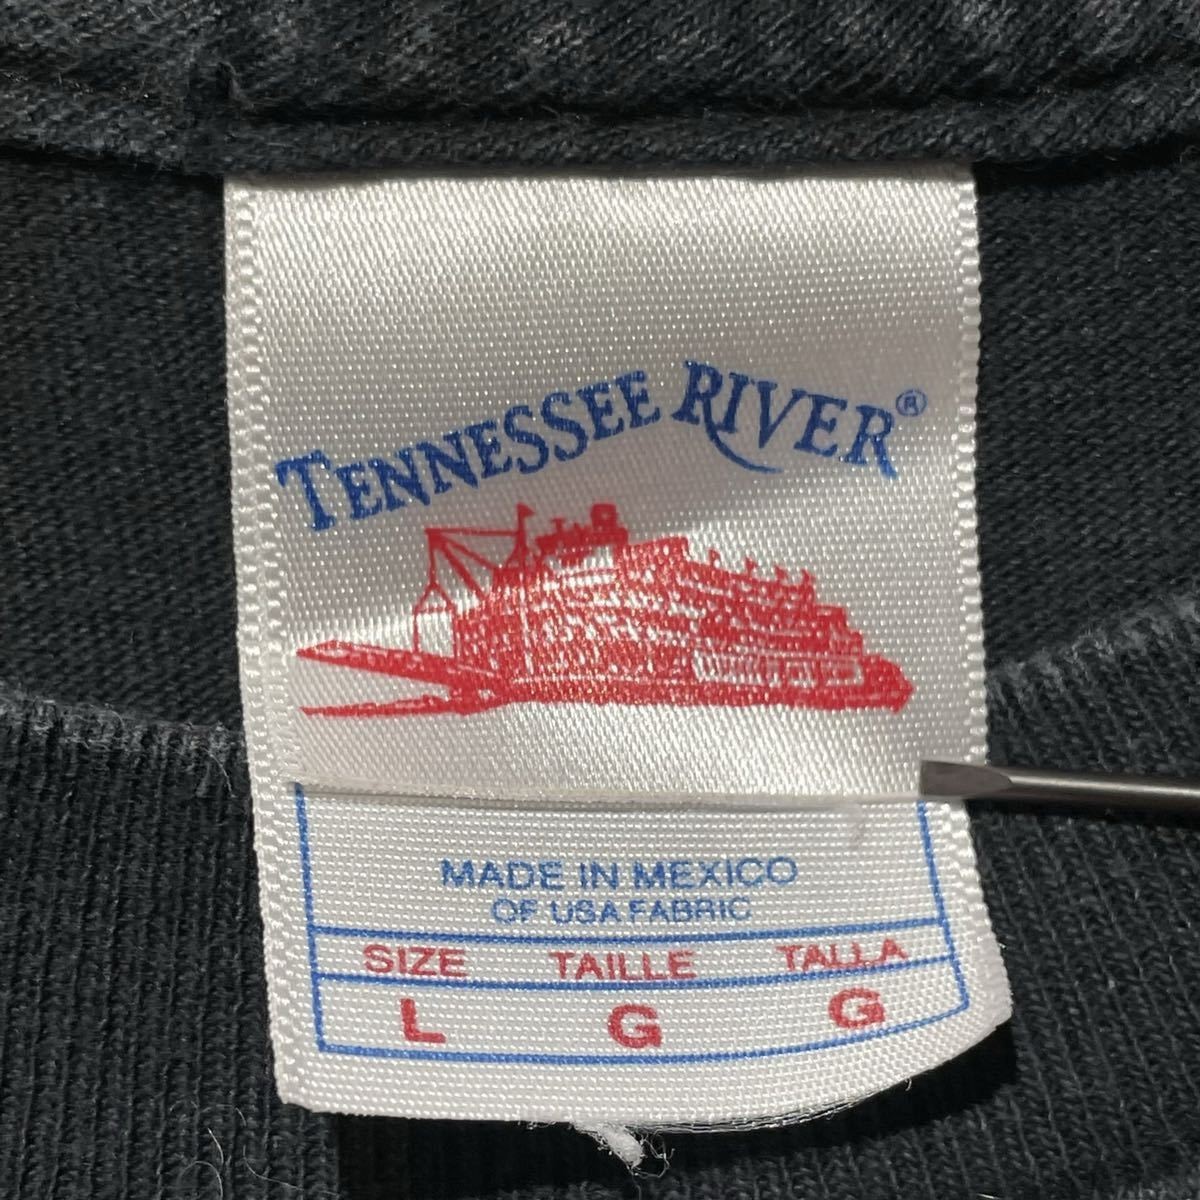 TENNESSEE RIVER®
MADE IN MEXICO
OF USA FABRIC
SIZE TAILLE TALLA
L G G